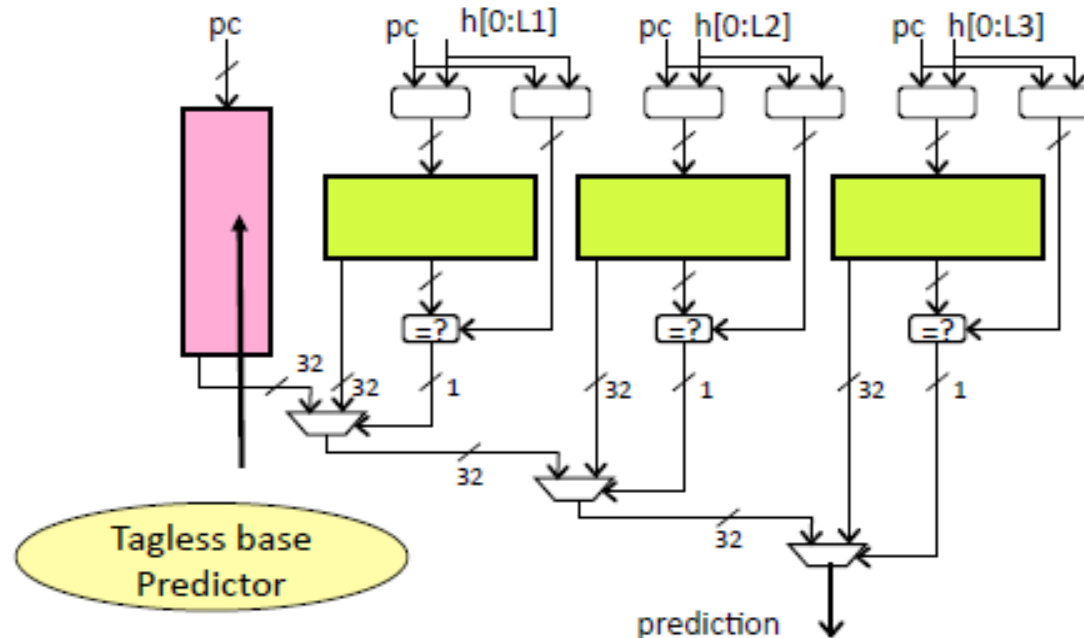 pc
pc
h[0:L1]
pc
h[0:L2]
pc
h[0:L3]
=?
=?
=?
32
32
1
32
1
32
1
32
32
Tagless base
Predictor
prediction